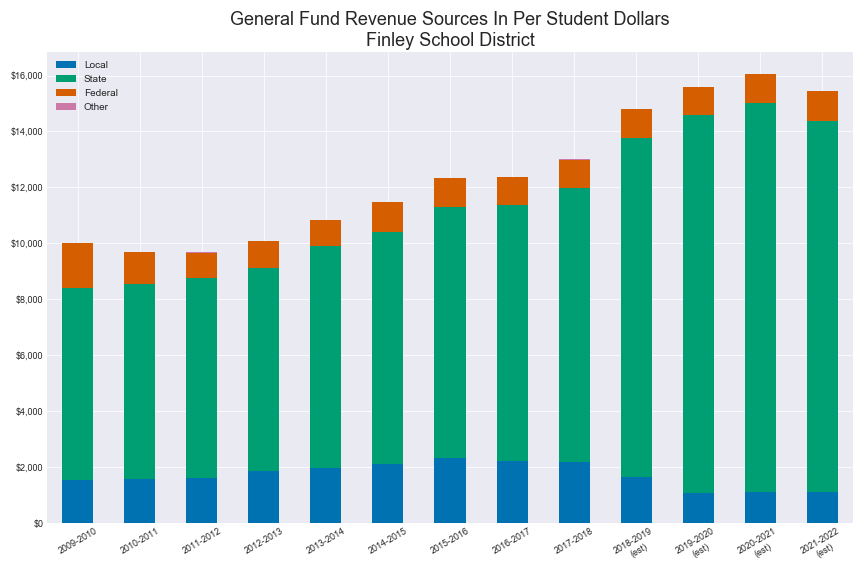 General Fund Revenue Sources In Per Student Dollars
Finley School District
Local
State
Federal
Other
$16,000
$14,000
$12,000
$10,000
$8,000
$6,000
$4,000
$2,000
$0
2009-2010
2010-2011
2011-2012
2012-2013
2013-2014
2014-2015
2015-2016
2016-2017
2017-2018
2018-2019
(est)
2019-2020
(est)
2020-2021
(est)
2021-2022
(est)